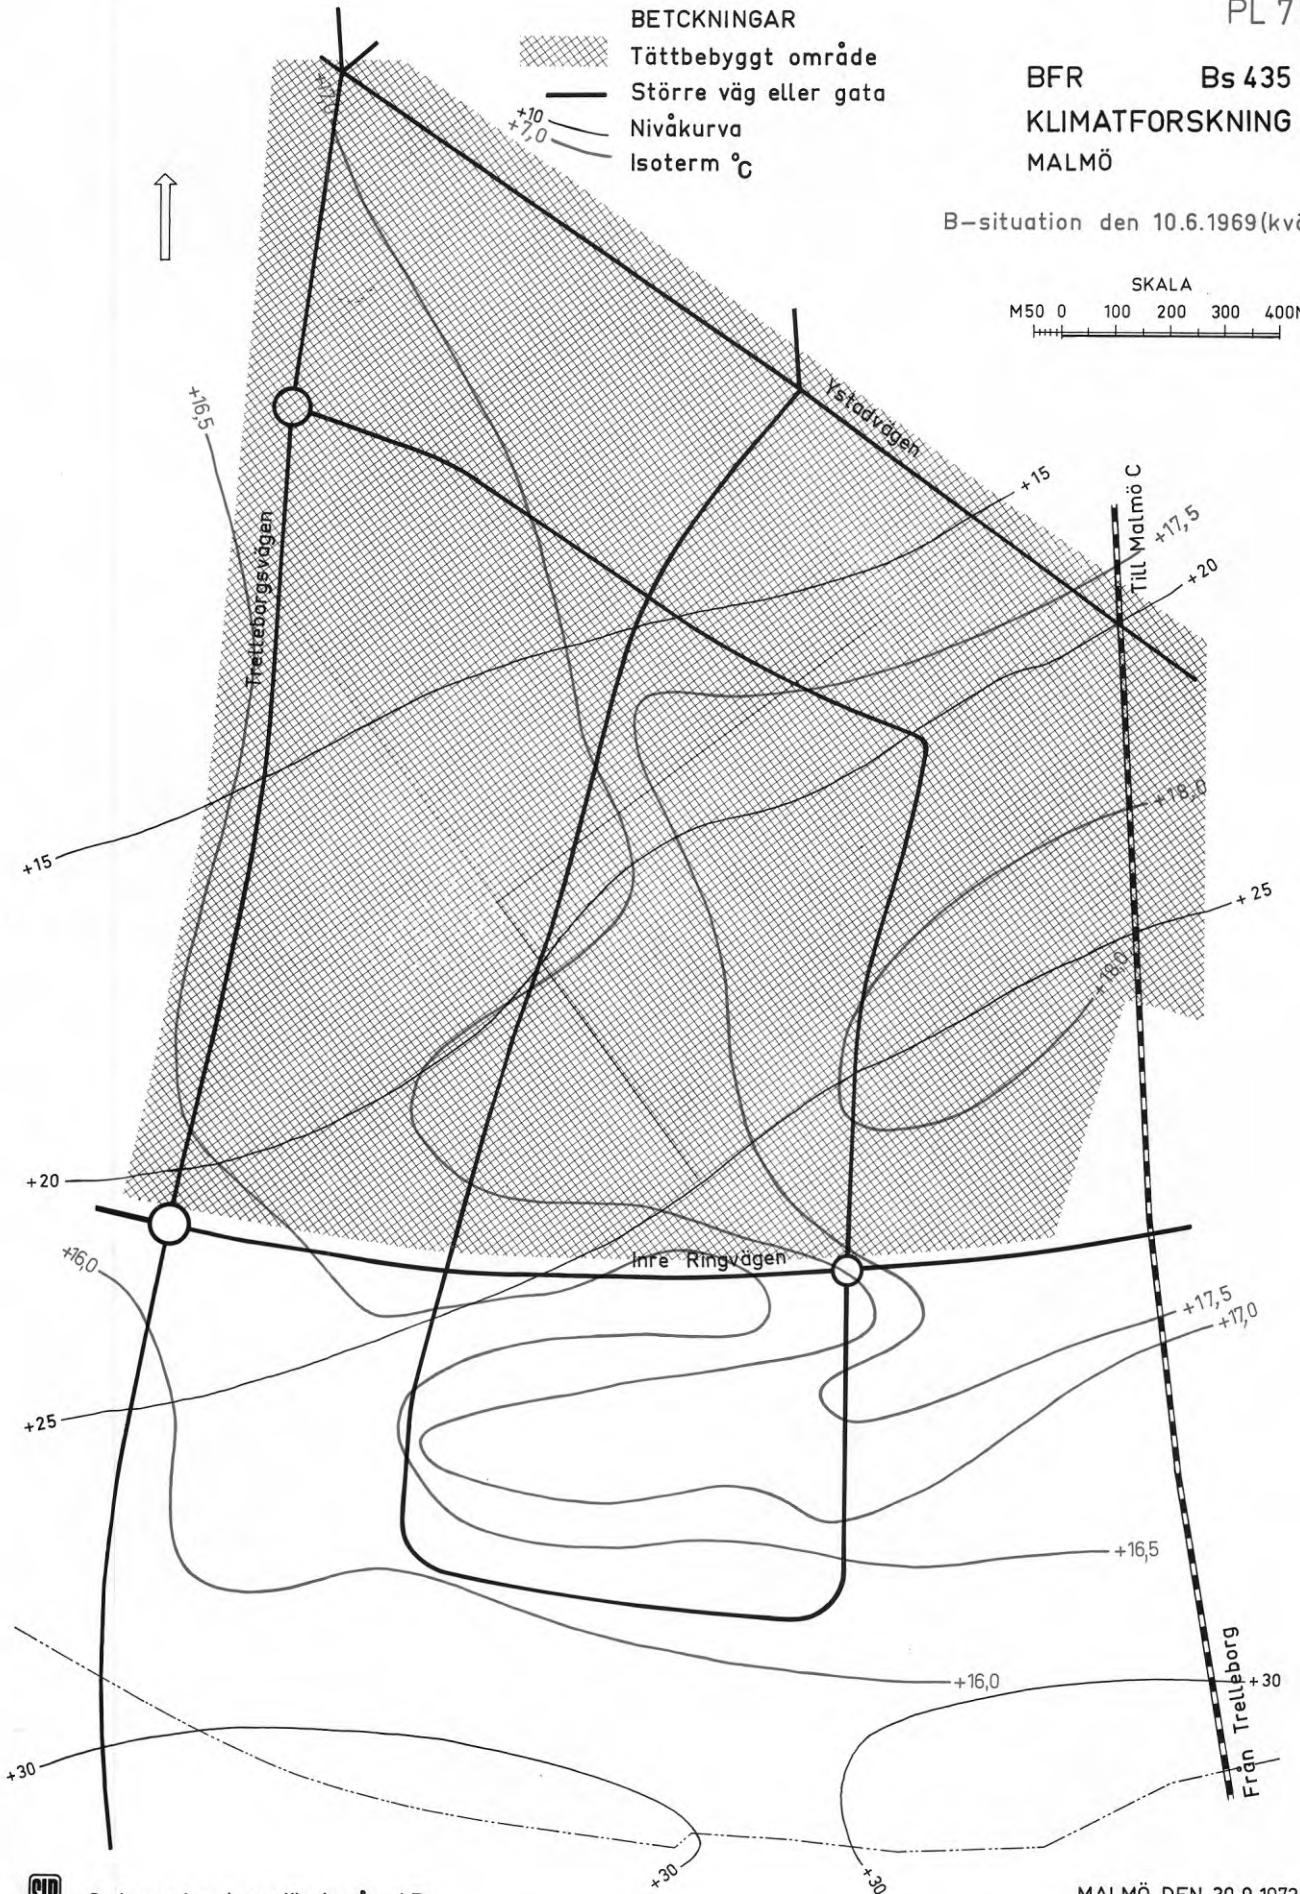 PL 7
BETCKNINGAR
Tättbebyggt område
Större väg eller gata
+10
Nivåkurva
+7,0
Isoterm °C
BFR Bs 435
KLIMATFORSKNING
MALMÖ
B-situation den 10.6.1969
SKALA
M50 0 100 200 300 400M
+16,5
Ystadvägen
+15
Till Malmö C
+17,5
+20
Trelleborgsvägen
+18,0
+15
+25
+18,0
+20
+16,0
Inre Ringvägen
+17,5
+17,0
+25
+16,5
+16,0
+30
Från Trelleborg
+30
+30
+30
MALMÖ DEN